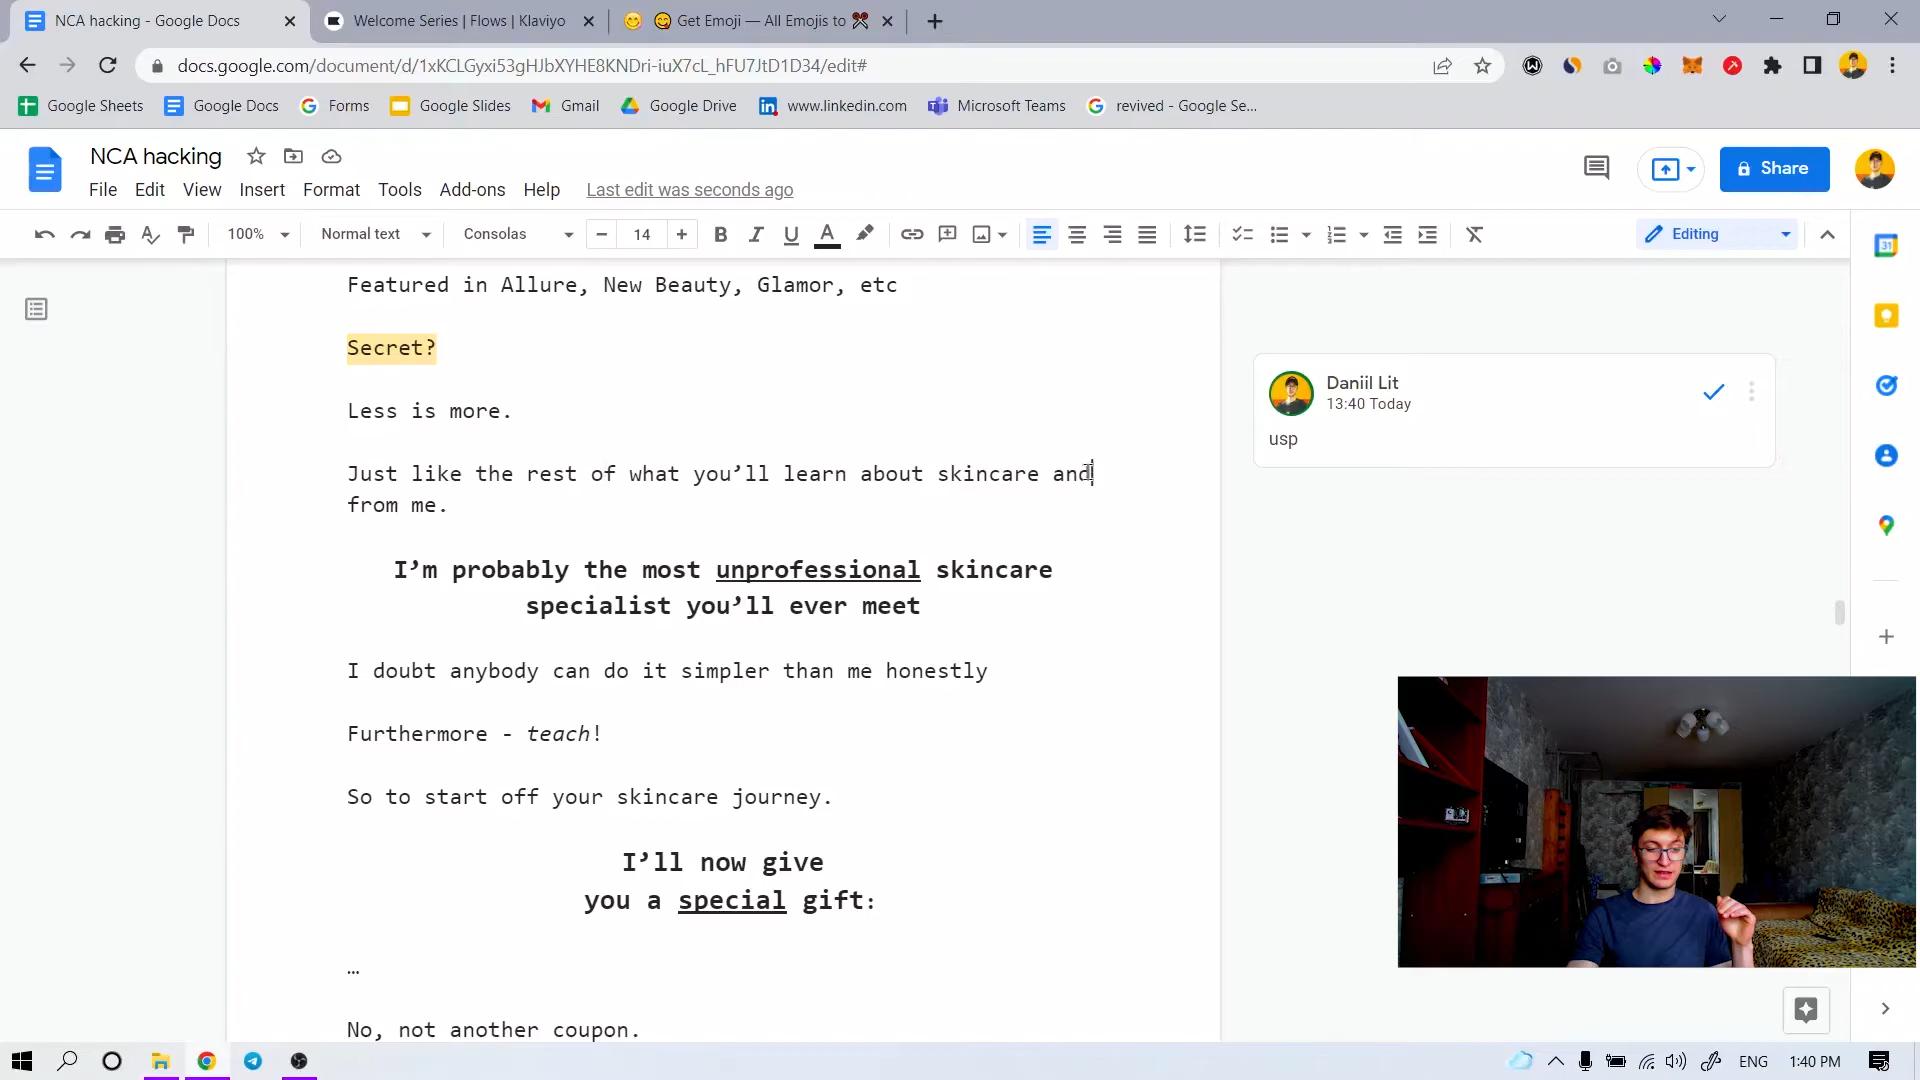 NCA hacking - Google Docs
Welcome Series | Flows | Klaviyo
😋 Get Emoji — All Emojis to ✂
docs.google.com/document/d/1xKCLGyxi53gHJbXYHE8KNDri-iuX7cL_hFU7JtD1D34/edit#
Google Sheets
Google Docs
Forms
Google Slides
Gmail
Google Drive
www.linkedin.com
Microsoft Teams
revived - Google Se...
NCA hacking
Share
File Edit View Insert Format Tools Add-ons Help Last edit was seconds ago
100% Normal text Consolas 14 Editing
Featured in Allure, New Beauty, Glamor, etc
Secret?
Less is more.
Just like the rest of what you’ll learn about skincare and
from me.
I’m probably the most unprofessional skincare
specialist you’ll ever meet
I doubt anybody can do it simpler than me honestly
Furthermore - teach!
So to start off your skincare journey.
I’ll now give
you a special gift:
…
No, not another coupon.
Daniil Lit
13:40 Today
usp
31
ENG
1:40 PM